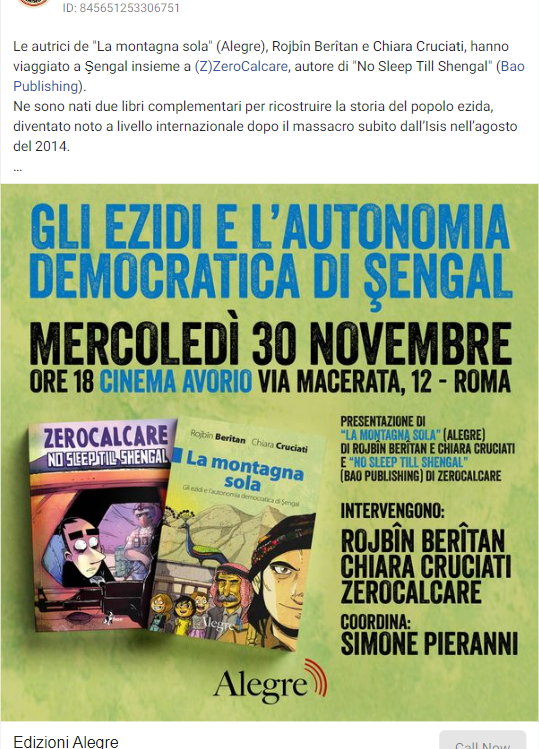 ID: 845651253306751
Le autrici de "La montagna sola" (Alegre), Rojbîn Berîtan e Chiara Cruciati, hanno
viaggiato a Şengal insieme a (Z)ZeroCalcare, autore di "No Sleep Till Shengal" (Bao
Publishing).
Ne sono nati due libri complementari per ricostruire la storia del popolo ezida,
diventato noto a livello internazionale dopo il massacro subito dall'Isis nell'agosto
del 2014.
...
GLI EZIDI E L'AUTONOMIA
DEMOCRATICA DI ŞENGAL
MERCOLEDÌ 30 NOVEMBRE
ORE 18 CINEMA AVORIO VIA MACERATA, 12 - ROMA
ZEROCALCARE
NO SLEEP TILL SHENGAL
Rojbîn Berîtan Chiara Cruciati
La montagna
sola
Gli ezidi e l'autonomia democratica di Şengal
Alegre
PRESENTAZIONE DI
"LA MONTAGNA SOLA" (ALEGRE)
DI ROJBÎN BERÎTAN E CHIARA CRUCIATI
E "NO SLEEP TILL SHENGAL"
(BAO PUBLISHING) DI ZEROCALCARE
INTERVENGONO:
ROJBÎN BERÎTAN
CHIARA CRUCIATI
ZEROCALCARE
COORDINA:
SIMONE PIERANNI
Alegre
Edizioni Alegre
Call Now